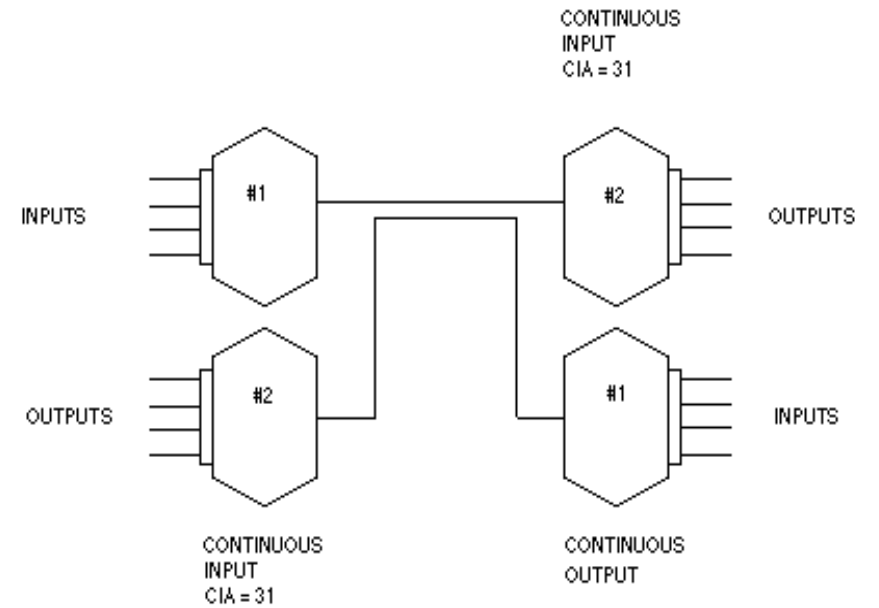 CONTINUOUS
INPUT
CIA = 31
#1
#2
INPUTS
OUTPUTS
#2
#1
OUTPUTS
INPUTS
CONTINUOUS
INPUT
CIA = 31
CONTINUOUS
OUTPUT